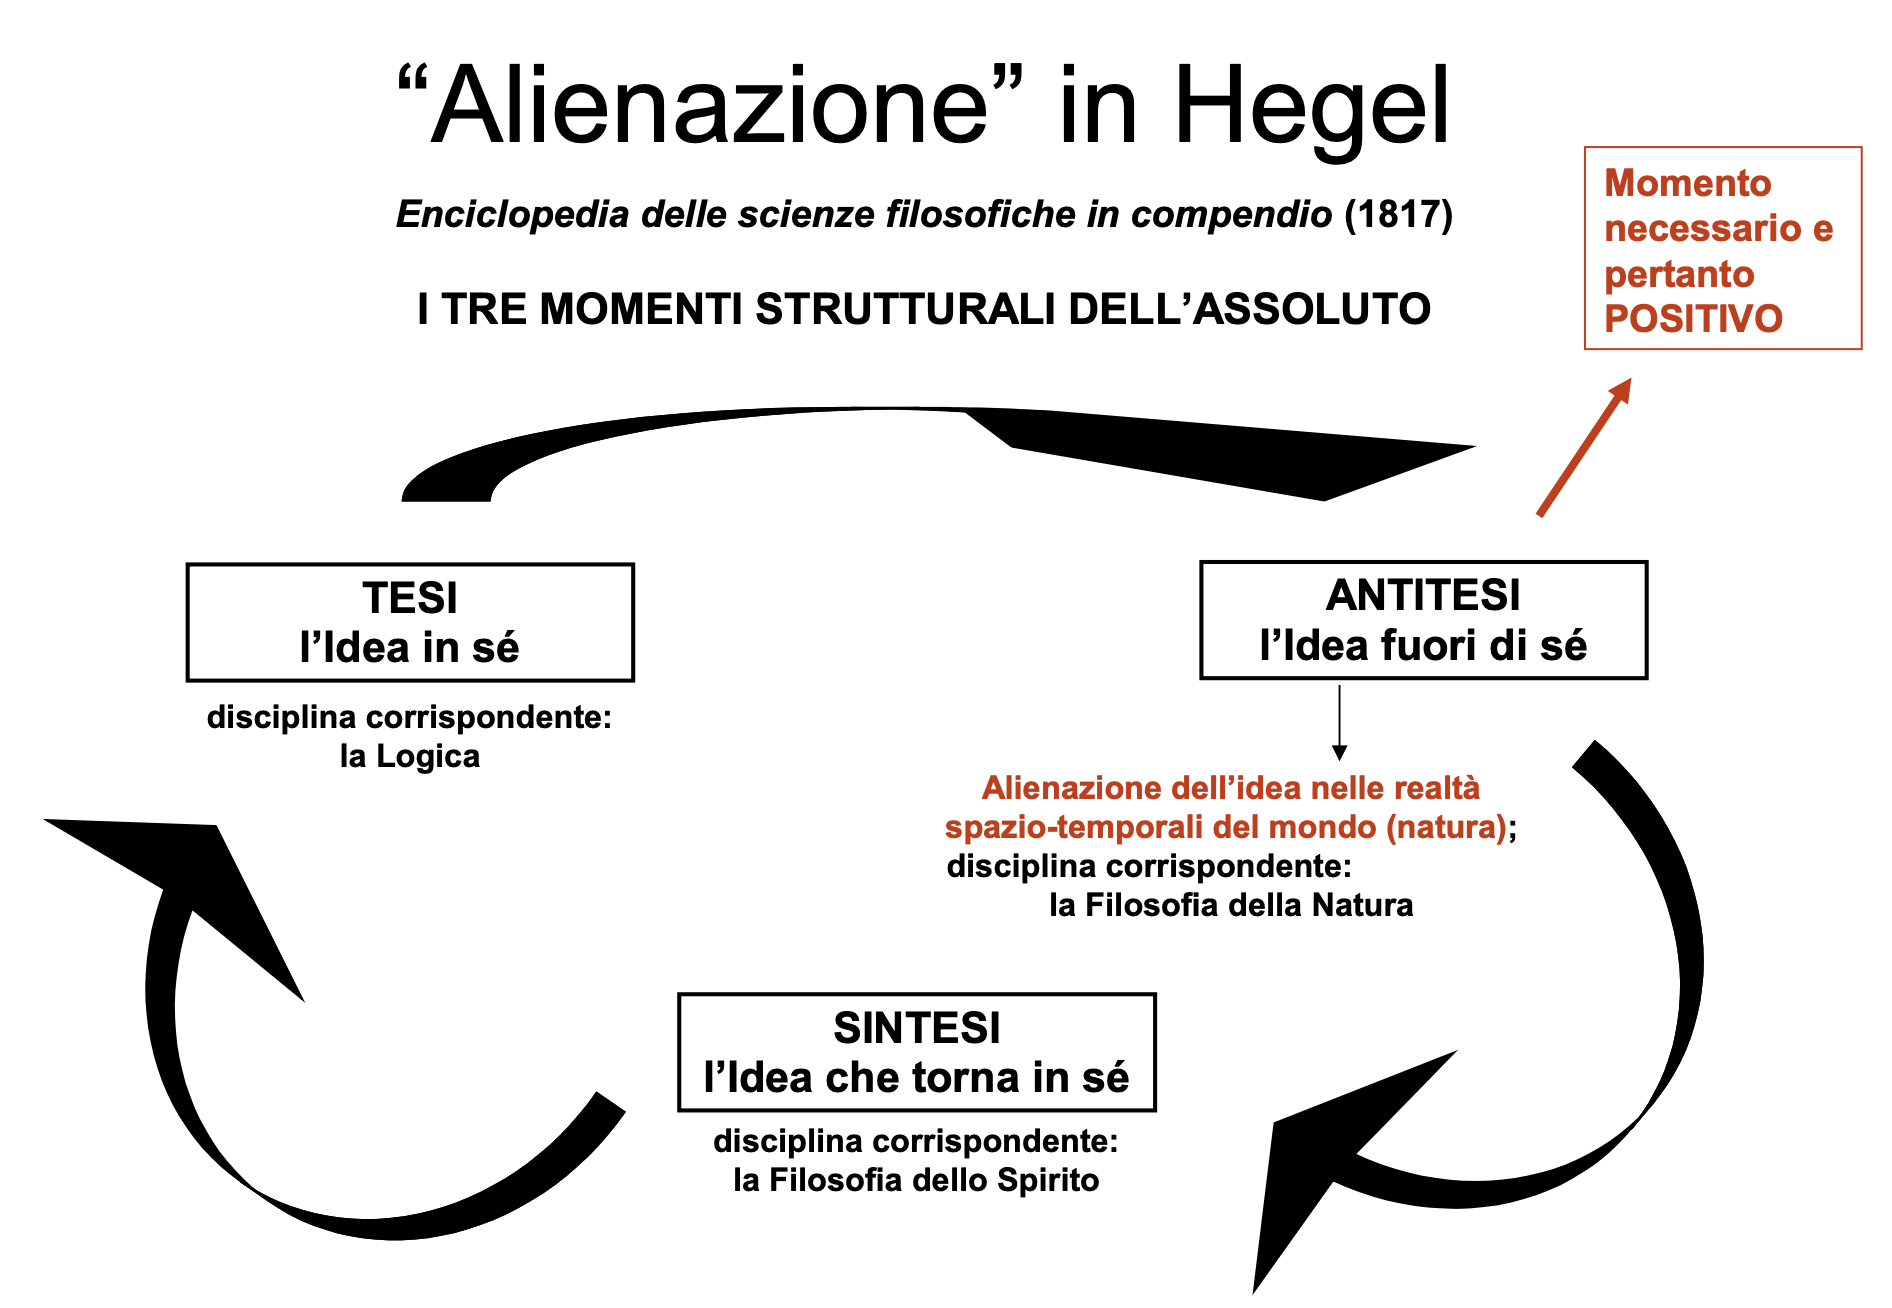 “Alienazione” in Hegel
Enciclopedia delle scienze filosofiche in compendio (1817)
I TRE MOMENTI STRUTTURALI DELL’ASSOLUTO
Momento
necessario e
pertanto
POSITIVO
TESI
l’Idea in sé
disciplina corrispondente:
la Logica
ANTITESI
l’Idea fuori di sé
Alienazione dell’idea nelle realtà
spazio-temporali del mondo (natura);
disciplina corrispondente:
la Filosofia della Natura
SINTESI
l’Idea che torna in sé
disciplina corrispondente:
la Filosofia dello Spirito